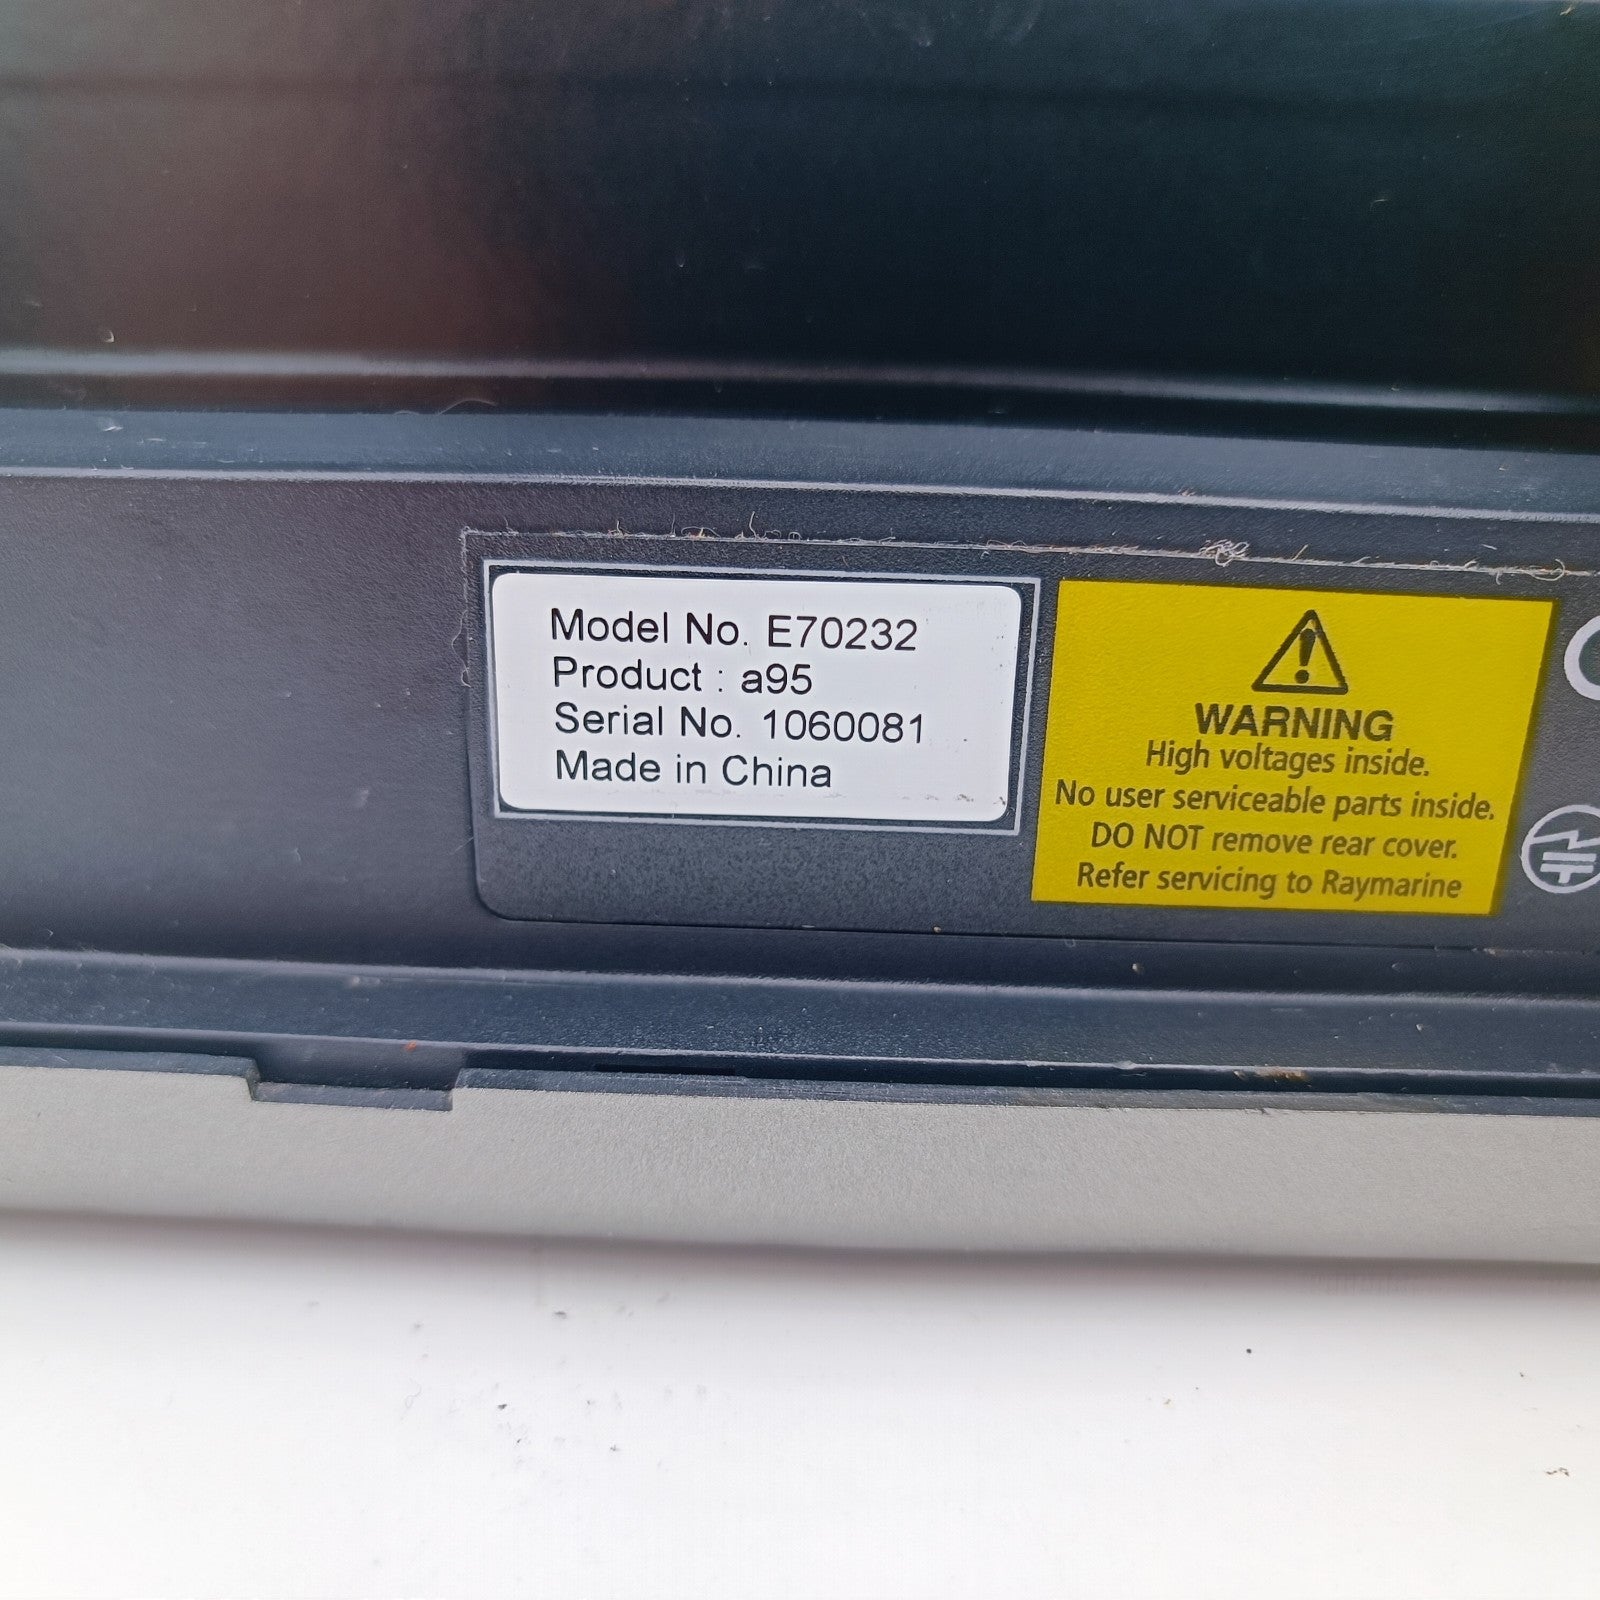 Model No. E70232
Product : a95
Serial No. 1060081
Made in China
WARNING
High voltages inside.
No user serviceable parts inside.
DO NOT remove rear cover.
Refer servicing to Raymarine